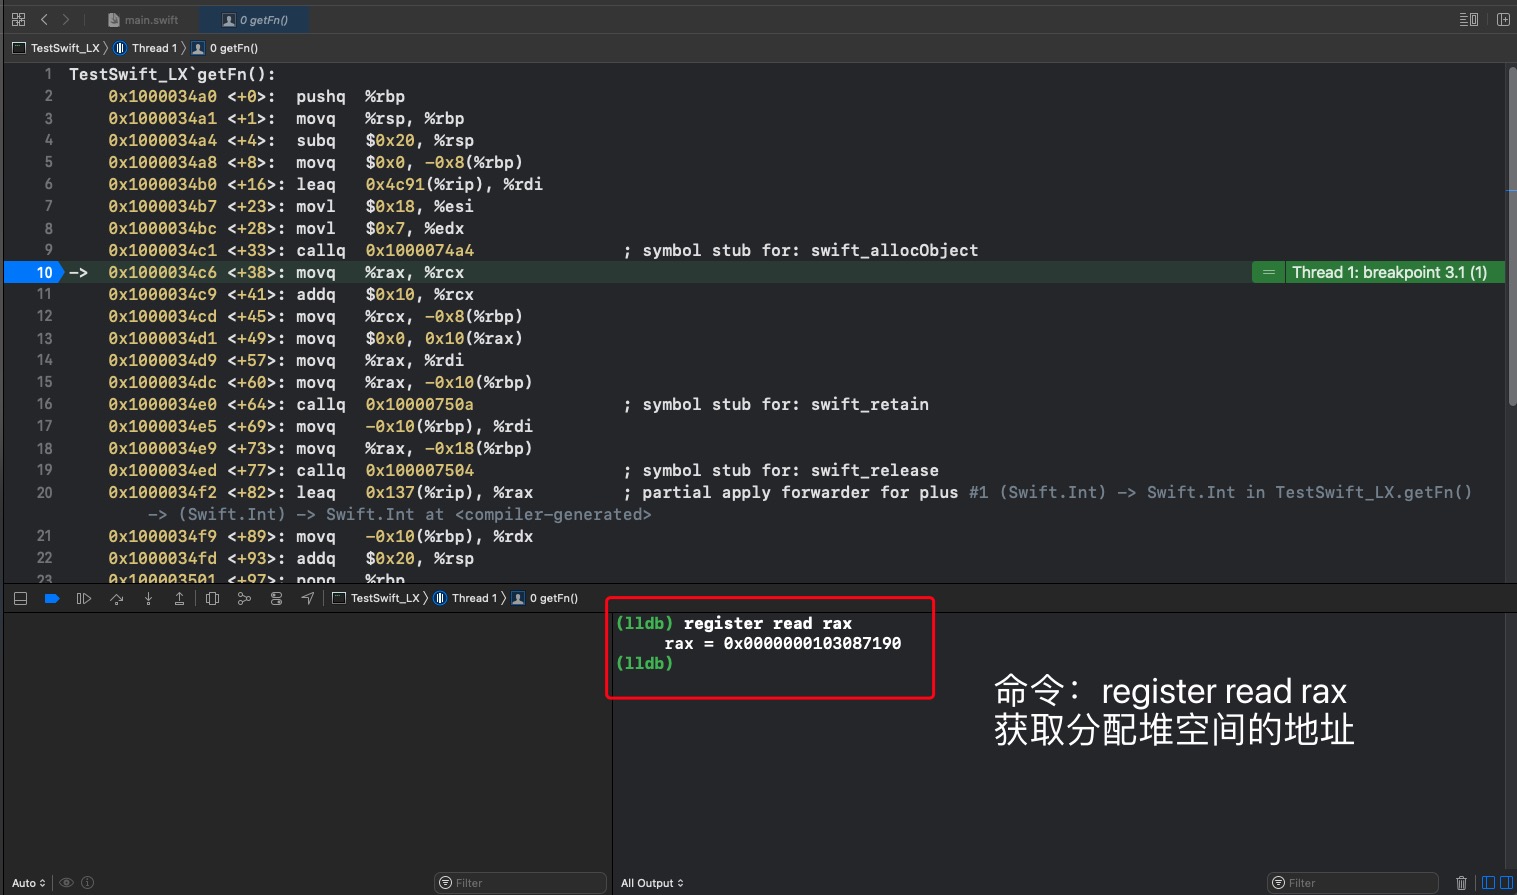 main.swift
0 getFn()
TestSwift_LX
Thread 1
0 getFn()
1 TestSwift_LX`getFn():
2 0x1000034a0 <+0>: pushq %rbp
3 0x1000034a1 <+1>: movq %rsp, %rbp
4 0x1000034a4 <+4>: subq $0x20, %rsp
5 0x1000034a8 <+8>: movq $0x0, -0x8(%rbp)
6 0x1000034b0 <+16>: leaq 0x4c91(%rip), %rdi
7 0x1000034b7 <+23>: movl $0x18, %esi
8 0x1000034bc <+28>: movl $0x7, %edx
9 0x1000034c1 <+33>: callq 0x1000074a4 ; symbol stub for: swift_allocObject
10 -> 0x1000034c6 <+38>: movq %rax, %rcx = Thread 1: breakpoint 3.1 (1)
11 0x1000034c9 <+41>: addq $0x10, %rcx
12 0x1000034cd <+45>: movq %rcx, -0x8(%rbp)
13 0x1000034d1 <+49>: movq $0x0, 0x10(%rax)
14 0x1000034d9 <+57>: movq %rax, %rdi
15 0x1000034dc <+60>: movq %rax, -0x10(%rbp)
16 0x1000034e0 <+64>: callq 0x10000750a ; symbol stub for: swift_retain
17 0x1000034e5 <+69>: movq -0x10(%rbp), %rdi
18 0x1000034e9 <+73>: movq %rax, -0x18(%rbp)
19 0x1000034ed <+77>: callq 0x100007504 ; symbol stub for: swift_release
20 0x1000034f2 <+82>: leaq 0x137(%rip), %rax ; partial apply forwarder for plus #1 (Swift.Int) -> Swift.Int in TestSwift_LX.getFn()
-> (Swift.Int) -> Swift.Int at <compiler-generated>
21 0x1000034f9 <+89>: movq -0x10(%rbp), %rdx
22 0x1000034fd <+93>: addq $0x20, %rsp
23 0x100003501 <+97>: popq %rbp
TestSwift_LX
Thread 1
0 getFn()
(lldb) register read rax
rax = 0x0000000103087190
(lldb)
命令：register read rax
获取分配堆空间的地址
Auto
Filter
All Output
Filter